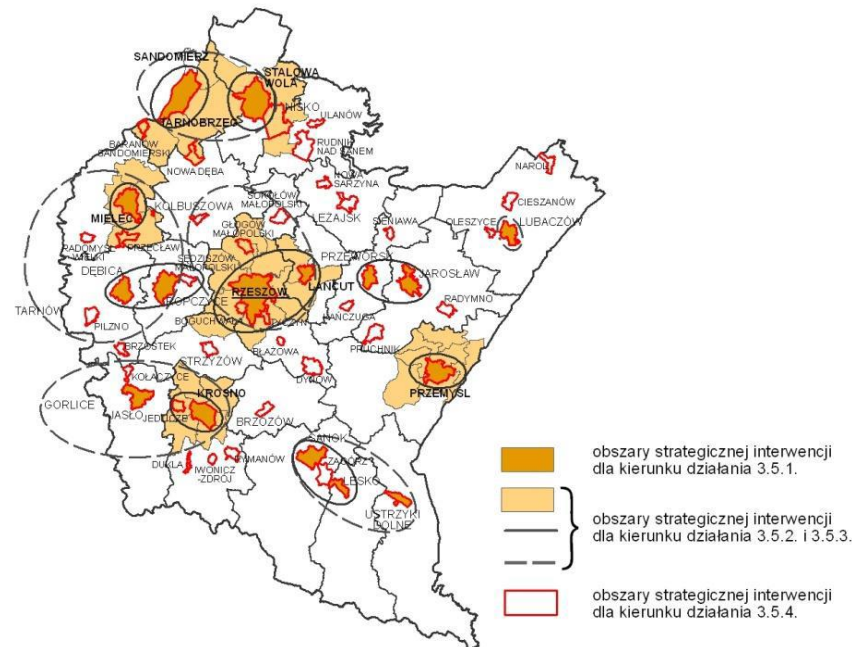 SANDOMIERZ
STALOWA
WOLA
TARNOBRZEG
NISKO
ULANÓW
RUDNIK
NAD SANEM
BARANÓW
SANDOMIERSKI
NOWA DĘBA
NOWA
SARZYNA
NAROL
CIESZANÓW
OLESZYCE
LUBACZÓW
KOLBUSZOWA
SOKOŁÓW
MAŁOPOLSKI
LEŻAJSK
SIENIAWA
MIELEC
GŁOGÓW
MAŁOPOLSKI
RADOMYŚL
WIELKI
PRZECŁAW
SĘDZISZÓW
MAŁOPOLSKI
PRZEWORSK
JAROSŁAW
DĘBICA
ROPCZYCE
RZESZÓW
ŁAŃCUT
TARNÓW
PILZNO
BOGUCHWAŁA
TYCZYN
KAŃCZUGA
RADYMNO
BRZOSTEK
STRZYŻÓW
BŁAŻOWA
PRUCHNIK
KOŁACZYCE
DYNÓW
PRZEMYŚL
GORLICE
JASŁO
JEDLICZE
KROSNO
BRZOZÓW
DUKLA
IWONICZ
-ZDRÓJ
RYMANÓW
SANOK
ZAGÓRZ
LESKO
USTRZYKI
DOLNE
obszary strategicznej interwencji
dla kierunku działania 3.5.1.
obszary strategicznej interwencji
dla kierunku działania 3.5.2. i 3.5.3.
obszary strategicznej interwencji
dla kierunku działania 3.5.4.